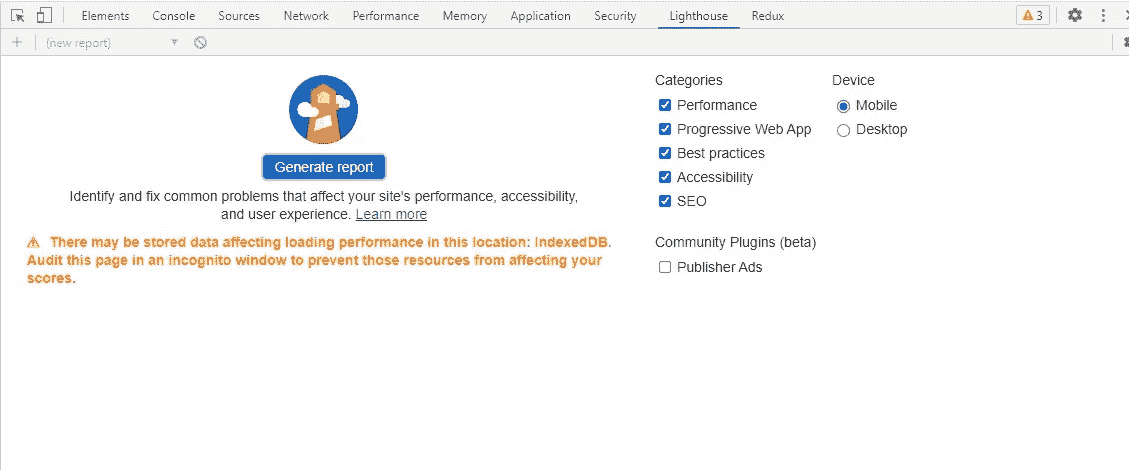 Elements Console Sources Network Performance Memory Application Security Lighthouse Redux 3
(new report)
Generate report
Identify and fix common problems that affect your site's performance, accessibility,
and user experience. Learn more
There may be stored data affecting loading performance in this location: IndexedDB.
Audit this page in an incognito window to prevent those resources from affecting your
scores.
Categories
Performance
Progressive Web App
Best practices
Accessibility
SEO
Device
Mobile
Desktop
Community Plugins (beta)
Publisher Ads